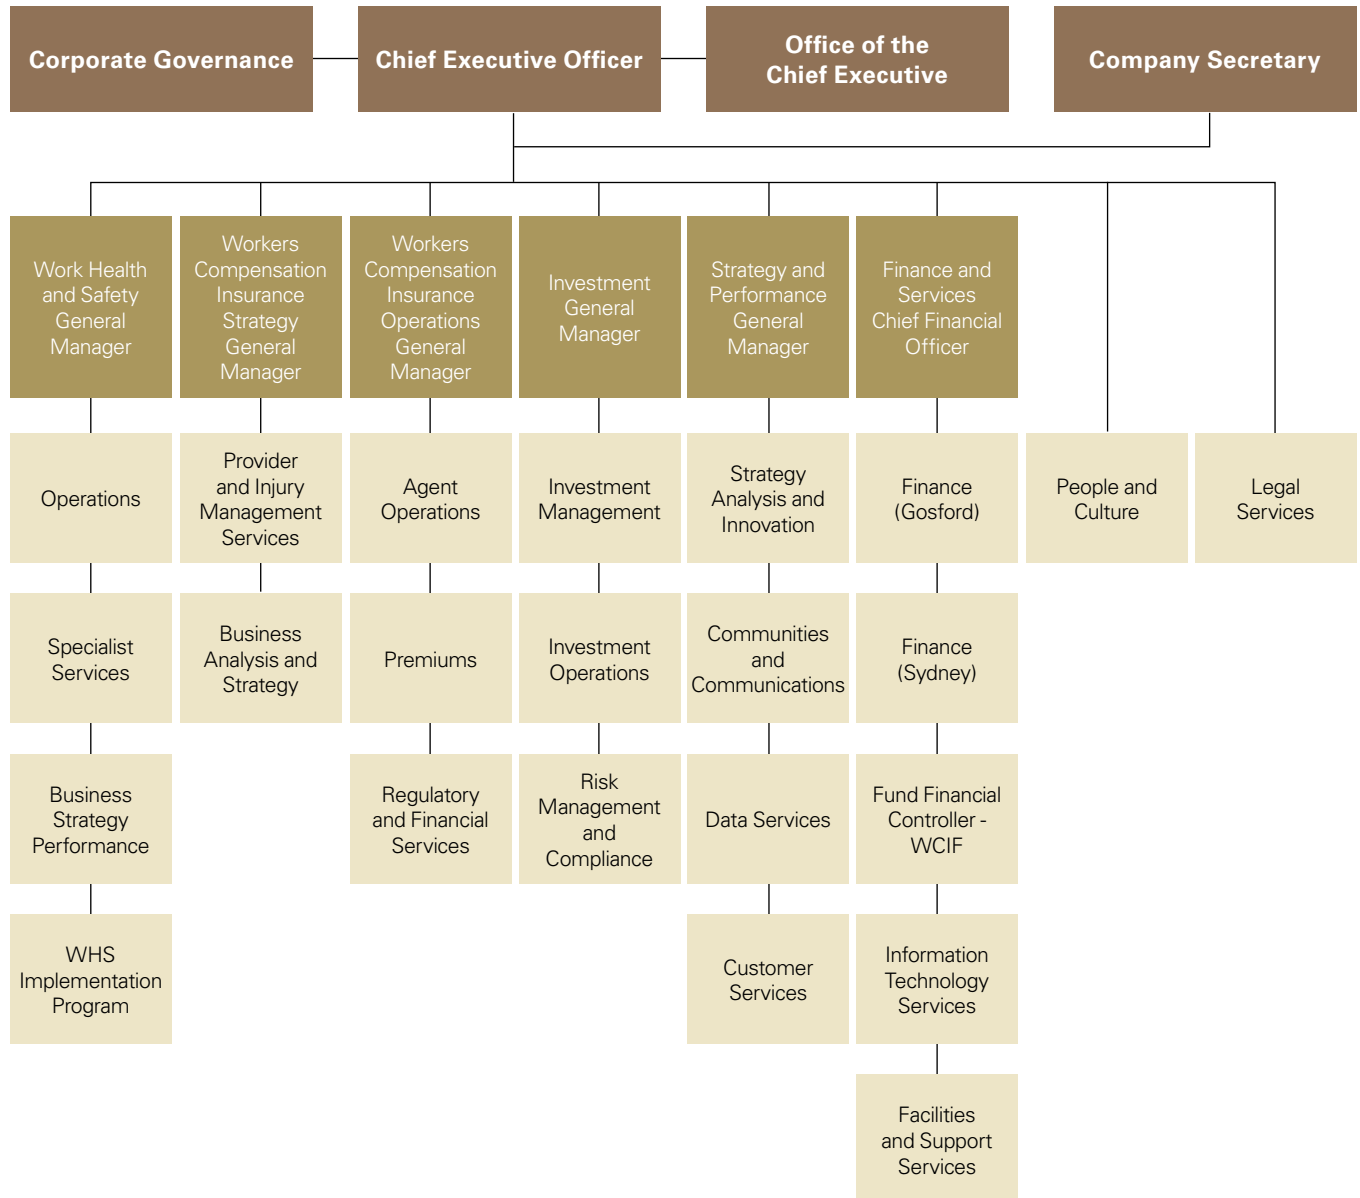 Corporate Governance
Chief Executive Officer
Office of the
Chief Executive
Company Secretary
Work Health
and Safety
General
Manager
Workers
Compensation
Insurance
Strategy
General
Manager
Workers
Compensation
Insurance
Operations
General
Manager
Investment
General
Manager
Strategy and
Performance
General
Manager
Finance and
Services
Chief Financial
Officer
Operations
Provider
and Injury
Management
Services
Agent
Operations
Investment
Management
Strategy
Analysis and
Innovation
Finance
(Gosford)
People and
Culture
Legal
Services
Specialist
Services
Business
Analysis and
Strategy
Premiums
Investment
Operations
Communities
and
Communications
Finance
(Sydney)
Business
Strategy
Performance
Regulatory
and Financial
Services
Risk
Management
and
Compliance
Data Services
Fund Financial
Controller -
WCIF
WHS
Implementation
Program
Customer
Services
Information
Technology
Services
Facilities
and Support
Services